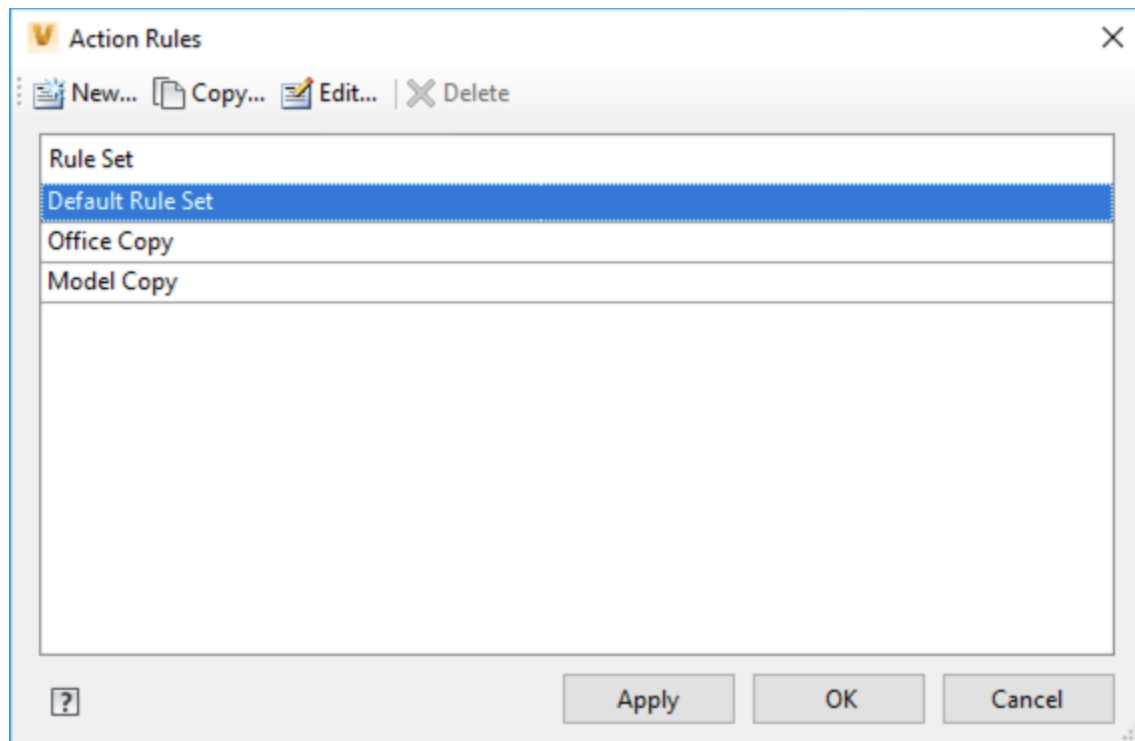 Action Rules
New... Copy... Edit... Delete
Rule Set
Default Rule Set
Office Copy
Model Copy
? Apply OK Cancel